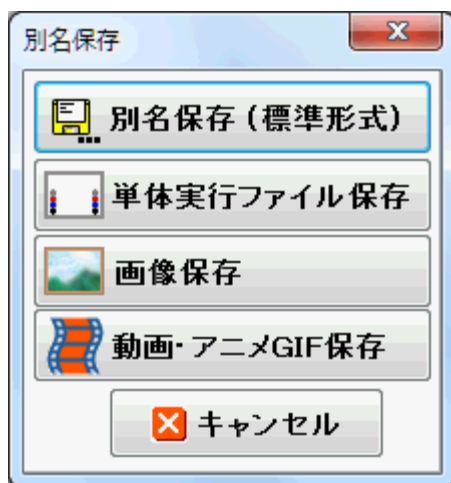 別名保存
別名保存（標準形式）
単体実行ファイル保存
画像保存
動画・アニメGIF保存
キャンセル